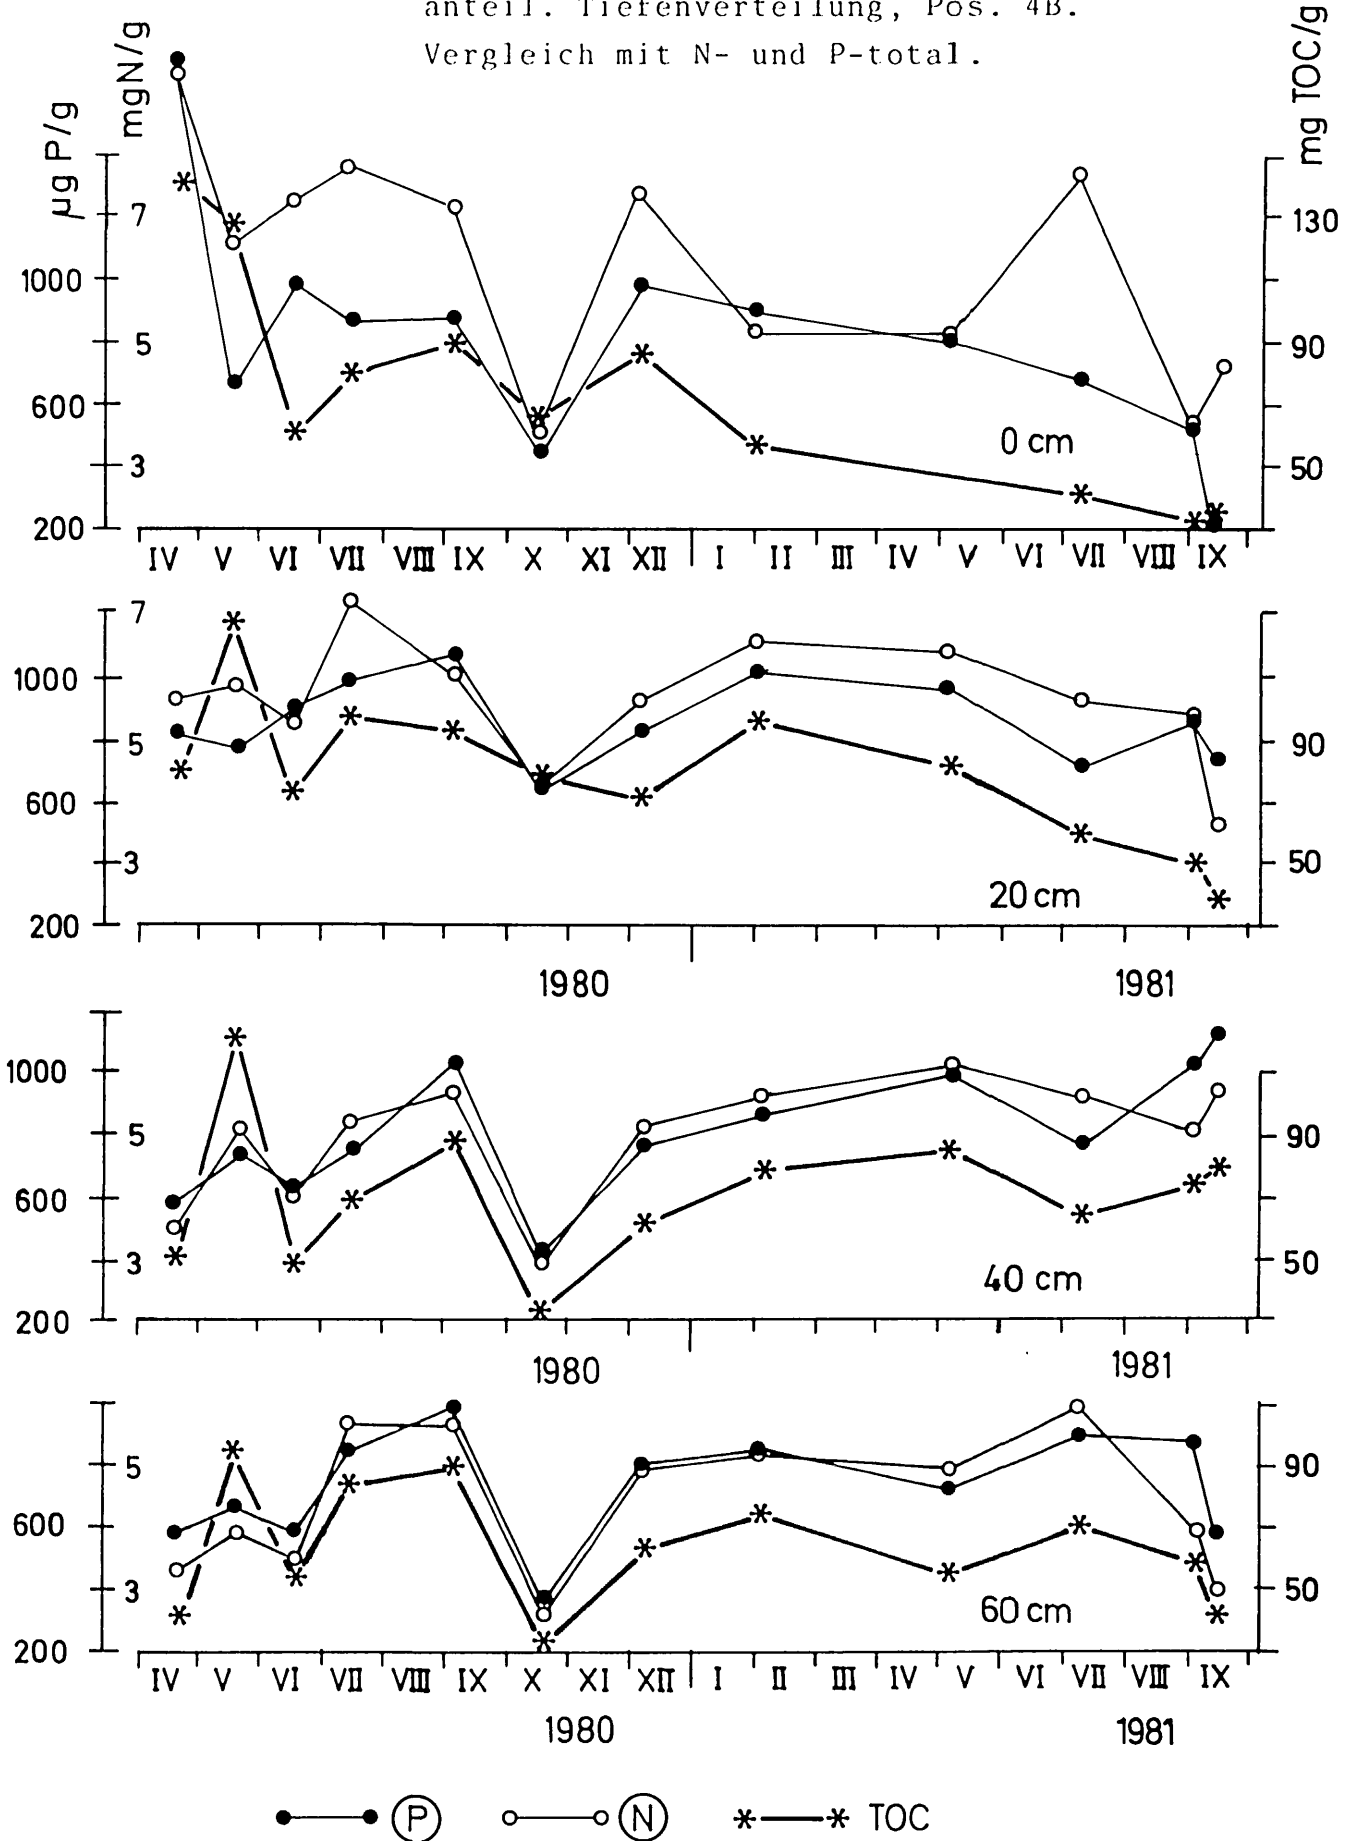 anteil. Tiefenverteilung, Pos. 4B.
Vergleich mit N- und P-total.
µg P/g
mgN/g
mg TOC/g
7
130
1000
5
90
600
0 cm
3
50
200
IV V VI VII VIII IX X XI XII I II III IV V VI VII VIII IX
7
1000
5
90
600
3
50
20 cm
200
1980 1981
1000
5
90
600
3
50
40 cm
200
1980 1981
5
90
600
3
50
60 cm
200
IV V VI VII VIII IX X XI XII I II III IV V VI VII VIII IX
1980 1981
P N TOC